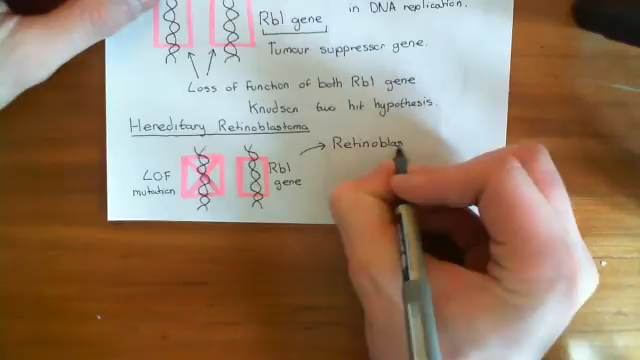 in DNA replication.
Rb1 gene
Tumour suppressor gene.
Loss of function of both Rb1 gene
Knudson two hit hypothesis.
Hereditary Retinoblastoma
LOF
mutation
Rb1
gene
→ Retinoblas